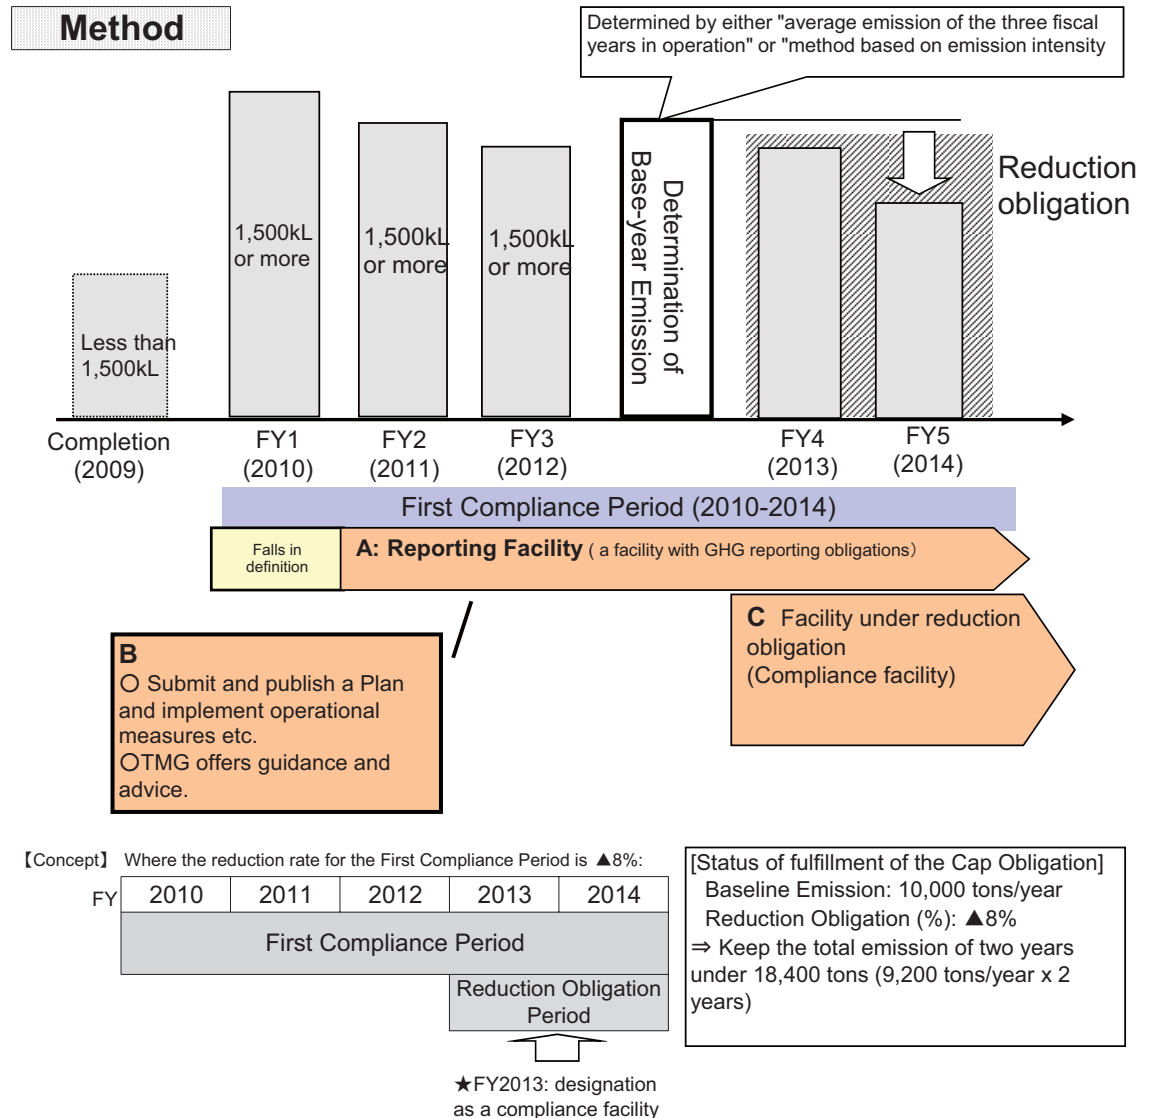 Method
Determined by either "average emission of the three fiscal
years in operation" or "method based on emission intensity
1,500kL
or more
1,500kL
or more
1,500kL
or more
Less than
1,500kL
Determination of
Base-year Emission
Reduction
obligation
Completion
(2009)
FY1
(2010)
FY2
(2011)
FY3
(2012)
FY4
(2013)
FY5
(2014)
First Compliance Period (2010-2014)
Falls in
definition
A: Reporting Facility ( a facility with GHG reporting obligations）
C Facility under reduction
obligation
(Compliance facility)
B
○ Submit and publish a Plan
and implement operational
measures etc.
○TMG offers guidance and
advice.
【Concept】 Where the reduction rate for the First Compliance Period is ▲8%:
FY 2010 2011 2012 2013 2014
First Compliance Period
Reduction Obligation
Period
★FY2013: designation
as a compliance facility
[Status of fulfillment of the Cap Obligation]
Baseline Emission: 10,000 tons/year
Reduction Obligation (%): ▲8%
⇒ Keep the total emission of two years
under 18,400 tons (9,200 tons/year x 2
years)